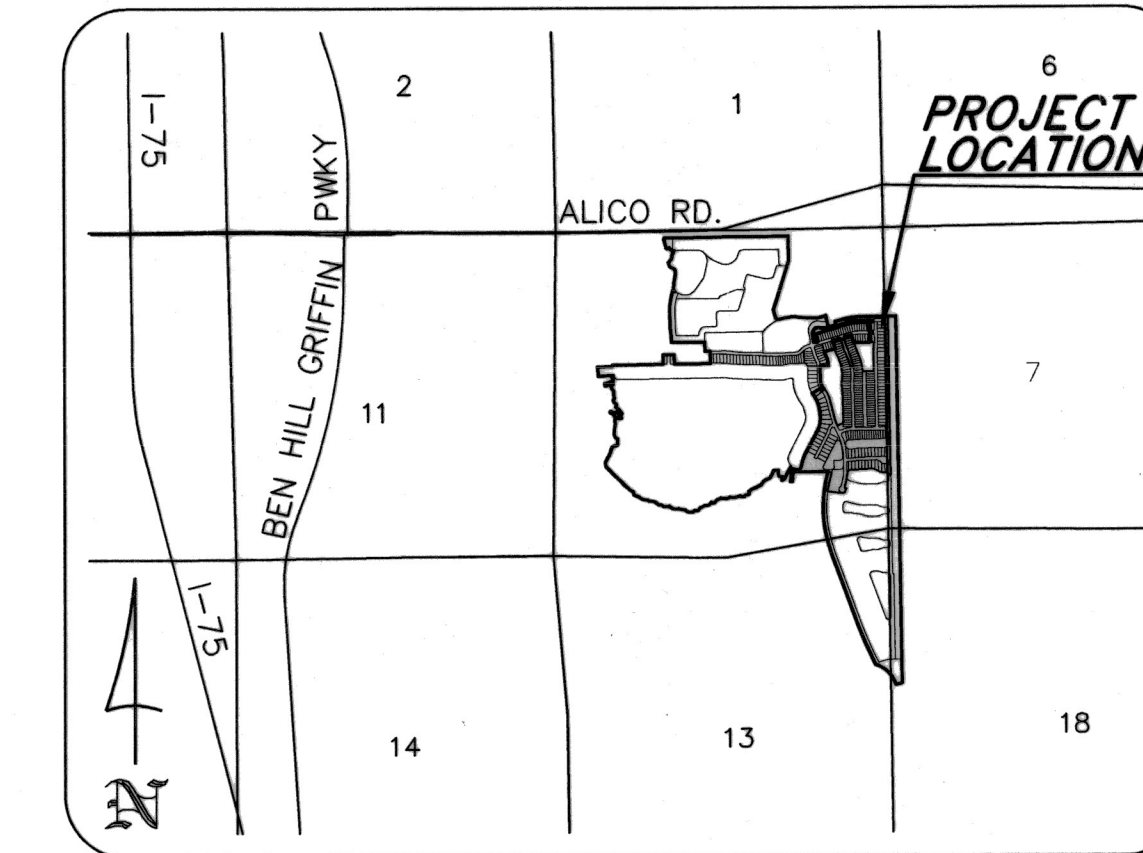 2
1
6
PROJECT
LOCATION
I-75
BEN HILL GRIFFIN PWKY
ALICO RD.
11
7
I-75
14
13
18
N